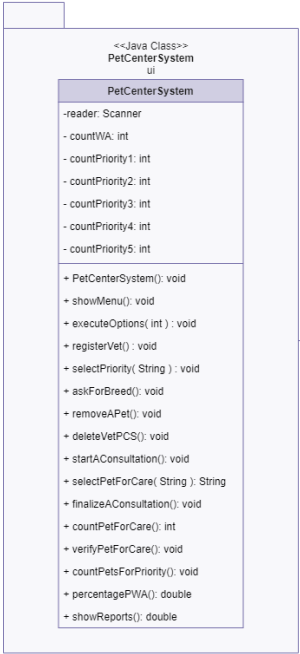 <<Java Class>>
PetCenterSystem
ui
PetCenterSystem
-reader: Scanner
- countWA: int
- countPriority1: int
- countPriority2: int
- countPriority3: int
- countPriority4: int
- countPriority5: int
+ PetCenterSystem(): void
+ showMenu(): void
+ executeOptions( int ) : void
+ registerVet() : void
+ selectPriority( String ) : void
+ askForBreed(): void
+ removeAPet(): void
+ deleteVetPCS(): void
+ startAConsultation(): void
+ selectPetForCare( String ): String
+ finalizeAConsultation(): void
+ countPetForCare(): int
+ verifyPetForCare(): void
+ countPetsForPriority(): void
+ percentagePWA(): double
+ showReports(): double